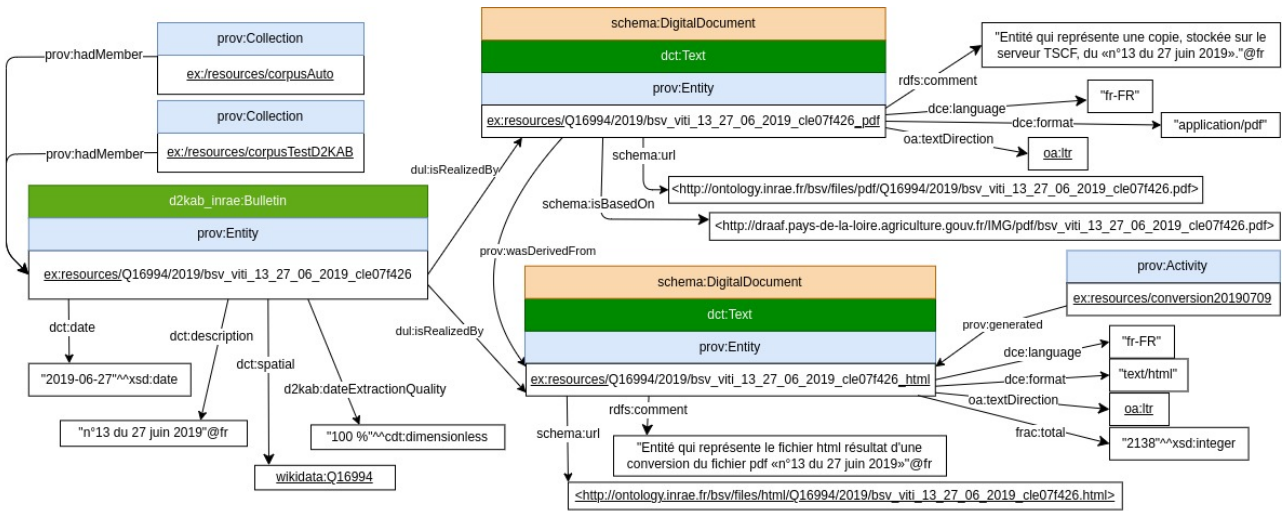 prov:Collection
prov:hadMember
ex:/resources/corpusAuto
prov:Collection
prov:hadMember
ex:/resources/corpusTestD2KAB
d2kab_inrae:Bulletin
prov:Entity
ex:resources/Q16994/2019/bsv_viti_13_27_06_2019_cle07f426
dct:date
"2019-06-27"^^xsd:date
dct:description
"n°13 du 27 juin 2019"@fr
dct:spatial
wikidata:Q16994
d2kab:dateExtractionQuality
"100 %"^^cdt:dimensionless
dul:isRealizedBy
dul:isRealizedBy
schema:DigitalDocument
dct:Text
prov:Entity
ex:resources/Q16994/2019/bsv_viti_13_27_06_2019_cle07f426_pdf
rdfs:comment
"Entité qui représente une copie, stockée sur le
serveur TSCF, du «n°13 du 27 juin 2019»."@fr
dce:language
"fr-FR"
dce:format
"application/pdf"
oa:textDirection
oa:ltr
schema:url
<http://ontology.inrae.fr/bsv/files/pdf/Q16994/2019/bsv_viti_13_27_06_2019_cle07f426.pdf>
schema:isBasedOn
<http://draaf.pays-de-la-loire.agriculture.gouv.fr/IMG/pdf/bsv_viti_13_27_06_2019_cle07f426.pdf>
prov:wasDerivedFrom
schema:DigitalDocument
dct:Text
prov:Entity
ex:resources/Q16994/2019/bsv_viti_13_27_06_2019_cle07f426_html
prov:Activity
ex:resources/conversion20190709
prov:generated
dce:language
"fr-FR"
dce:format
"text/html"
oa:textDirection
oa:ltr
frac:total
"2138"^^xsd:integer
rdfs:comment
"Entité qui représente le fichier html résultat d'une
conversion du fichier pdf «n°13 du 27 juin 2019»"@fr
schema:url
<http://ontology.inrae.fr/bsv/files/html/Q16994/2019/bsv_viti_13_27_06_2019_cle07f426.html>